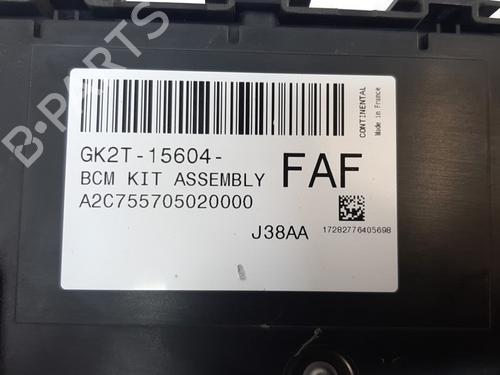 B-PARTS
CONTINENTAL
Made in France
GK2T-15604-
FAF
BCM KIT ASSEMBLY
A2C755705020000
J38AA
17282776405698